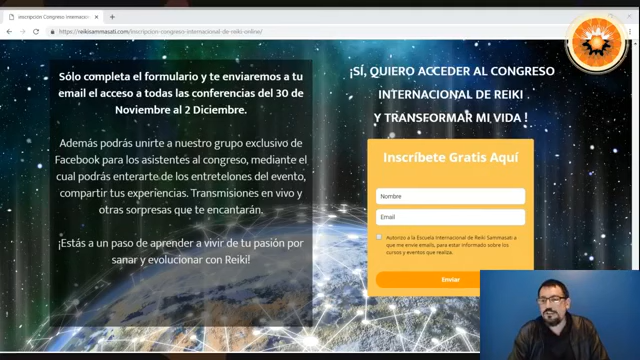 Inscripción Congreso Internacio
https://reikisammasati.com/inscripcion-congreso-internacional-de-reiki-online/
Sólo completa el formulario y te enviaremos a tu
email el acceso a todas las conferencias del 30 de
Noviembre al 2 Diciembre.
Además podrás unirte a nuestro grupo exclusivo de
Facebook para los asistentes al congreso, mediante el
cual podrás enterarte de los entretelones del evento,
compartir tus experiencias. Transmisiones en vivo y
otras sorpresas que te encantarán.
¡Estás a un paso de aprender a vivir de tu pasión por
sanar y evolucionar con Reiki!
¡SÍ, QUIERO ACCEDER AL CONGRESO
INTERNACIONAL DE REIKI
Y TRANSFORMAR MI VIDA !
Inscríbete Gratis Aquí
Nombre
Email
Autorizo a la Escuela Internacional de Reiki Sammasati a
que me envie emails, para estar informado sobre los
cursos y eventos que realiza.
Enviar